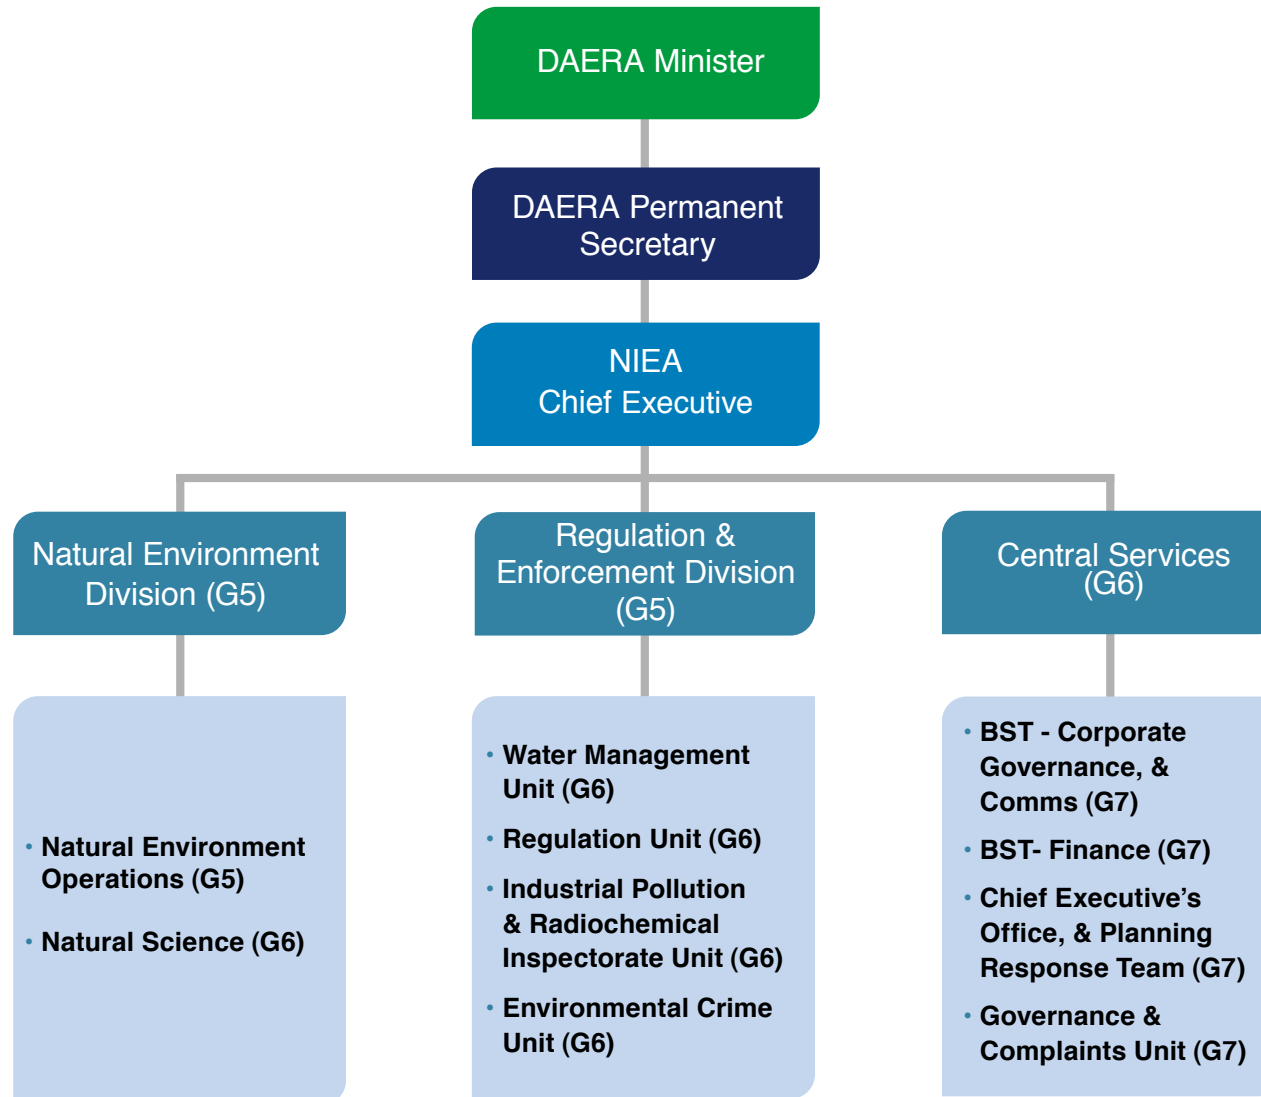 DAERA Minister
DAERA Permanent
Secretary
NIEA
Chief Executive
Natural Environment
Division (G5)
Regulation &
Enforcement Division
(G5)
Central Services
(G6)
• Natural Environment
Operations (G5)
• Natural Science (G6)
• Water Management
Unit (G6)
• Regulation Unit (G6)
• Industrial Pollution
& Radiochemical
Inspectorate Unit (G6)
• Environmental Crime
Unit (G6)
• BST - Corporate
Governance, &
Comms (G7)
• BST- Finance (G7)
• Chief Executive’s
Office, & Planning
Response Team (G7)
• Governance &
Complaints Unit (G7)